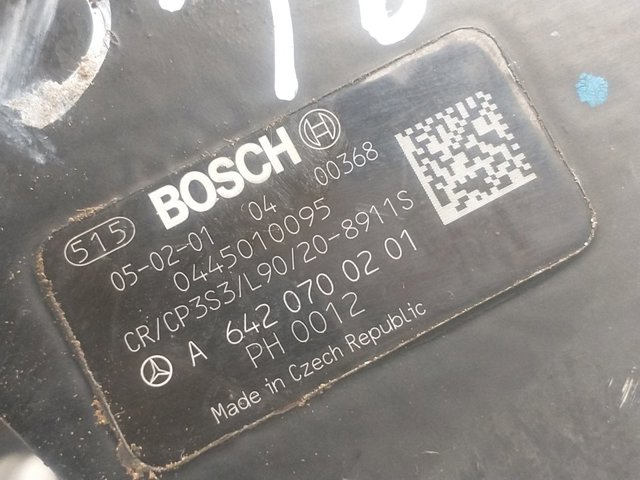 BOSCH
515
05-02-01 04 00368
0445010095
CR/CP3S3/L90/20-8911S
A 642 070 02 01
PH 0012
Made in Czech Republic